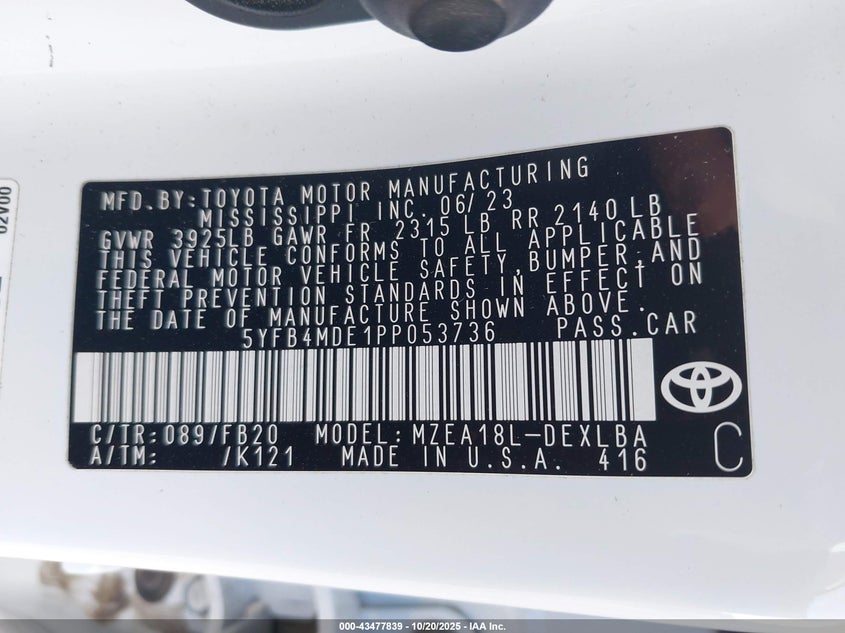 02V00
MFD.BY:TOYOTA MOTOR MANUFACTURING
MISSISSIPPI INC. 06/23
GVWR 3925LB GAWR FR 2315 LB RR 2140 LB
THIS VEHICLE CONFORMS TO ALL APPLICABLE
FEDERAL MOTOR VEHICLE SAFETY,BUMPER,AND
THEFT PREVENTION STANDARDS IN EFFECT ON
THE DATE OF MANUFACTURE SHOWN ABOVE.
5YFB4MDE1PP053736 PASS.CAR
C/TR:089/FB20 MODEL:MZEA18L-DEXLBA
A/TM: /K121 MADE IN U.S.A. 416 C
000-43477839 | 10/20/2025 - © IAA Inc.